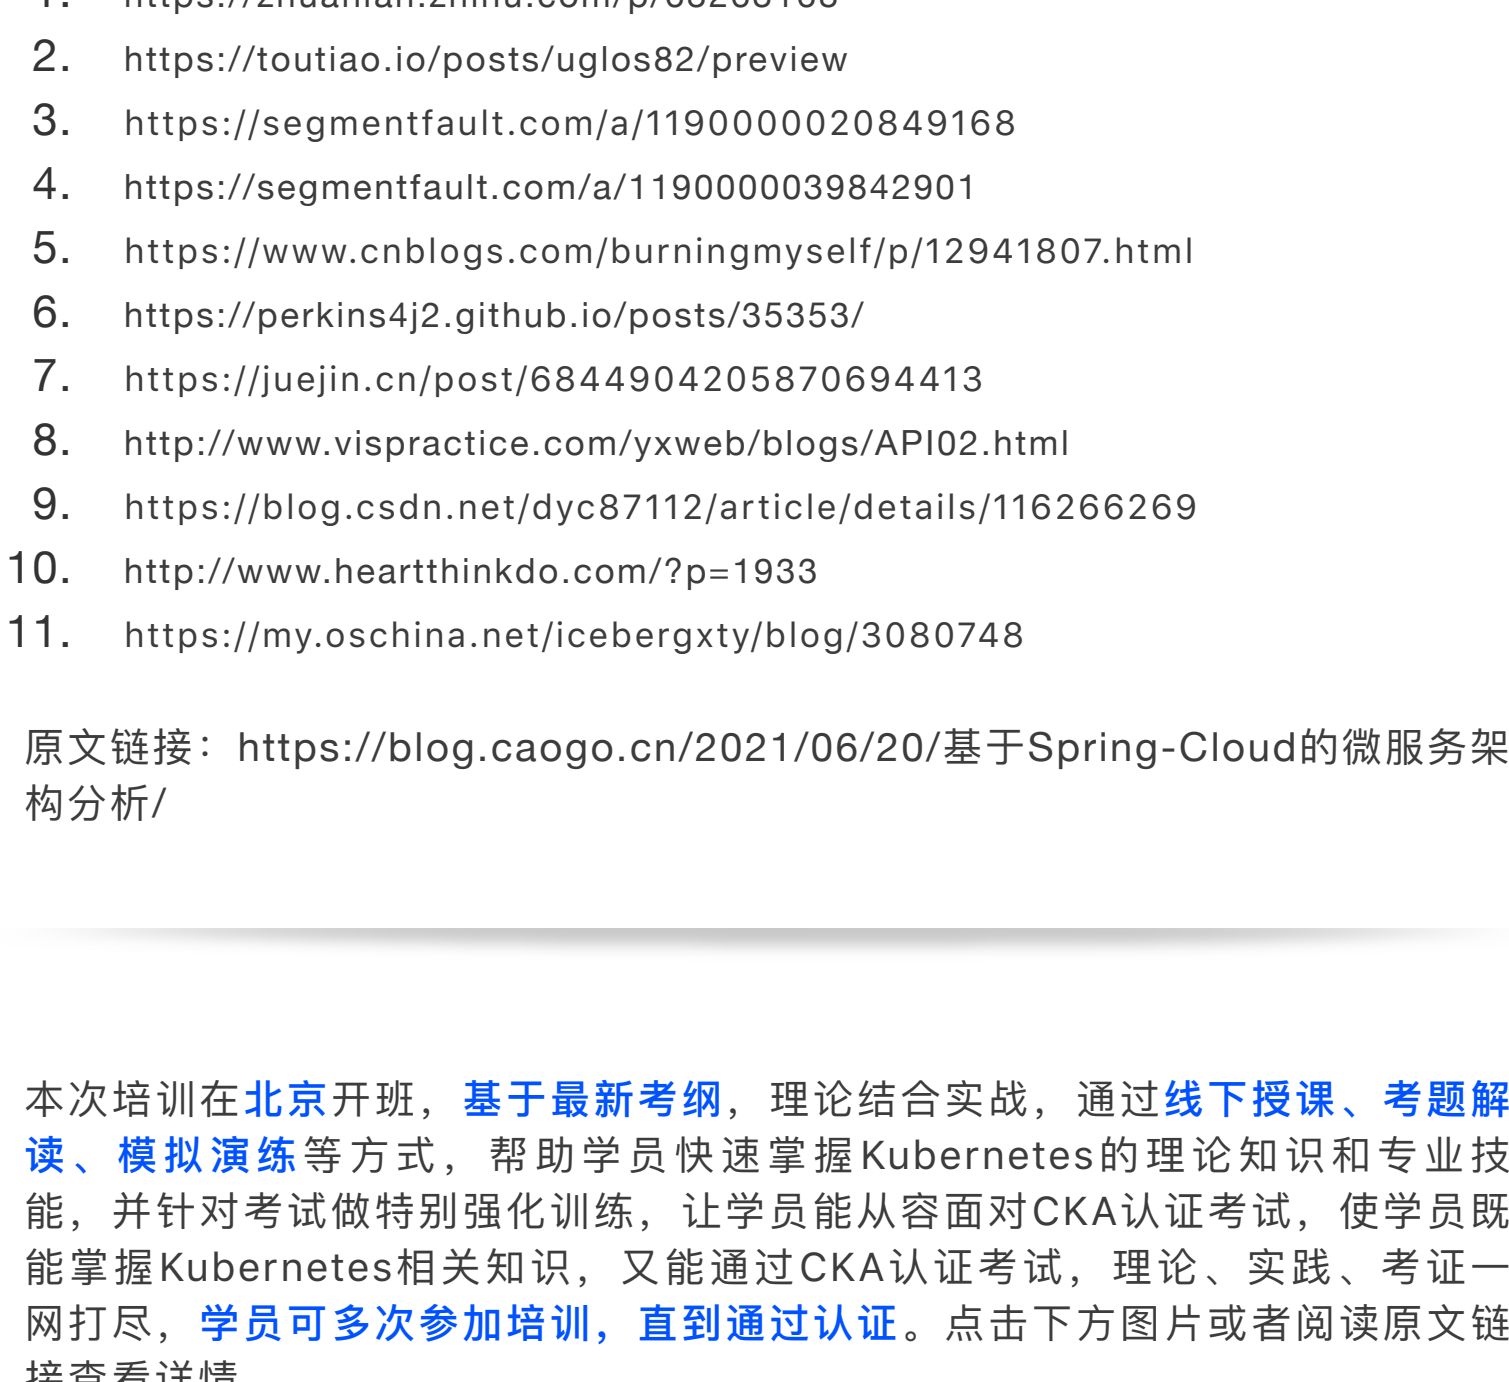 2. https://toutiao.io/posts/uglos82/preview
3. https://segmentfault.com/a/1190000020849168
4. https://segmentfault.com/a/1190000039842901
5. https://www.cnblogs.com/burningmyself/p/12941807.html
6. https://perkins4j2.github.io/posts/35353/
7. https://juejin.cn/post/6844904205870694413
8. http://www.vispractice.com/yxweb/blogs/API02.html
9. https://blog.csdn.net/dyc87112/article/details/116266269
10. http://www.heartthinkdo.com/?p=1933
11. https://my.oschina.net/icebergxty/blog/3080748
原文链接：https://blog.caogo.cn/2021/06/20/基于Spring-Cloud的微服务架
构分析/
本次培训在北京开班，基于最新考纲，理论结合实战，通过线下授课、考题解
读、模拟演练等方式，帮助学员快速掌握Kubernetes的理论知识和专业技
能，并针对考试做特别强化训练，让学员能从容面对CKA认证考试，使学员既
能掌握Kubernetes相关知识，又能通过CKA认证考试，理论、实践、考证一
网打尽，学员可多次参加培训，直到通过认证。点击下方图片或者阅读原文链
接查看详情